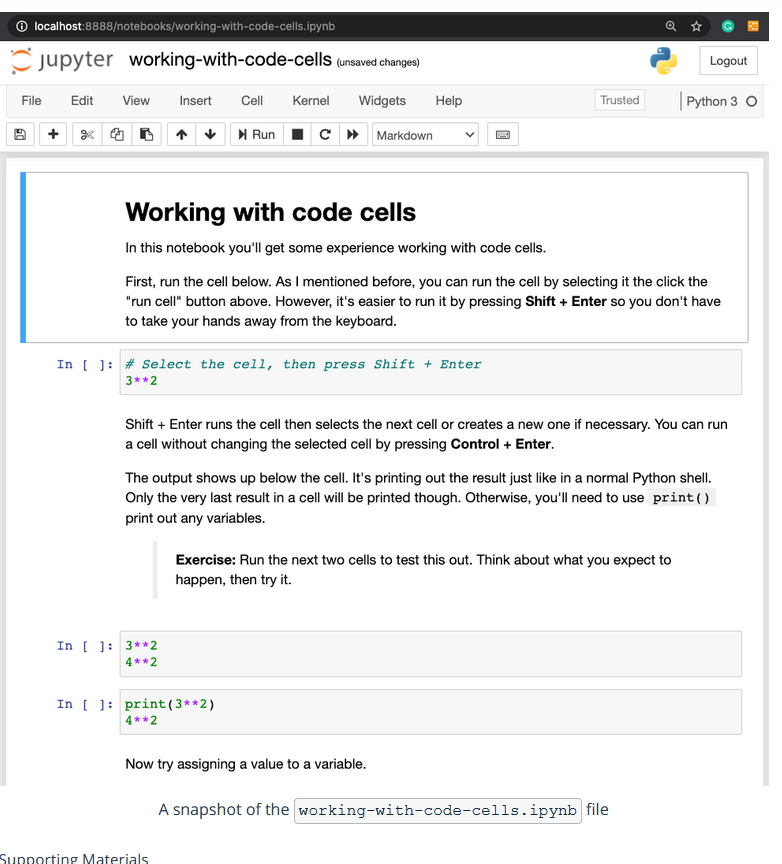 localhost:8888/notebooks/working-with-code-cells.ipynb
jupyter working-with-code-cells (unsaved changes)
Logout
File Edit View Insert Cell Kernel Widgets Help Trusted Python 3
Run Markdown
Working with code cells
In this notebook you'll get some experience working with code cells.
First, run the cell below. As I mentioned before, you can run the cell by selecting it the click the
"run cell" button above. However, it's easier to run it by pressing Shift + Enter so you don't have
to take your hands away from the keyboard.
In [ ]: # Select the cell, then press Shift + Enter
3**2
Shift + Enter runs the cell then selects the next cell or creates a new one if necessary. You can run
a cell without changing the selected cell by pressing Control + Enter.
The output shows up below the cell. It's printing out the result just like in a normal Python shell.
Only the very last result in a cell will be printed though. Otherwise, you'll need to use print()
print out any variables.
Exercise: Run the next two cells to test this out. Think about what you expect to
happen, then try it.
In [ ]: 3**2
4**2
In [ ]: print(3**2)
4**2
Now try assigning a value to a variable.
A snapshot of the working-with-code-cells.ipynb file
Supporting Materials